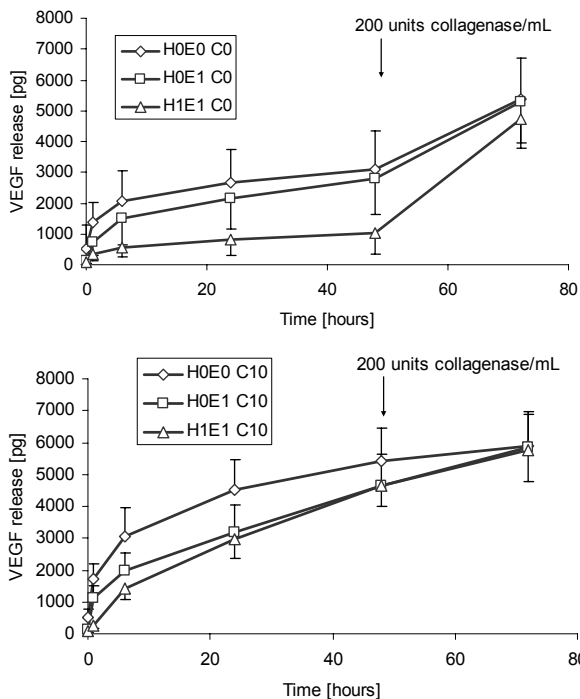 8000
7000
6000
5000
4000
3000
2000
1000
0
VEGF release [pg]
H0E0 C0
H0E1 C0
H1E1 C0
200 units collagenase/mL
0 20 40 60 80
Time [hours]
8000
7000
6000
5000
4000
3000
2000
1000
0
VEGF release [pg]
H0E0 C10
H0E1 C10
H1E1 C10
200 units collagenase/mL
0 20 40 60 80
Time [hours]